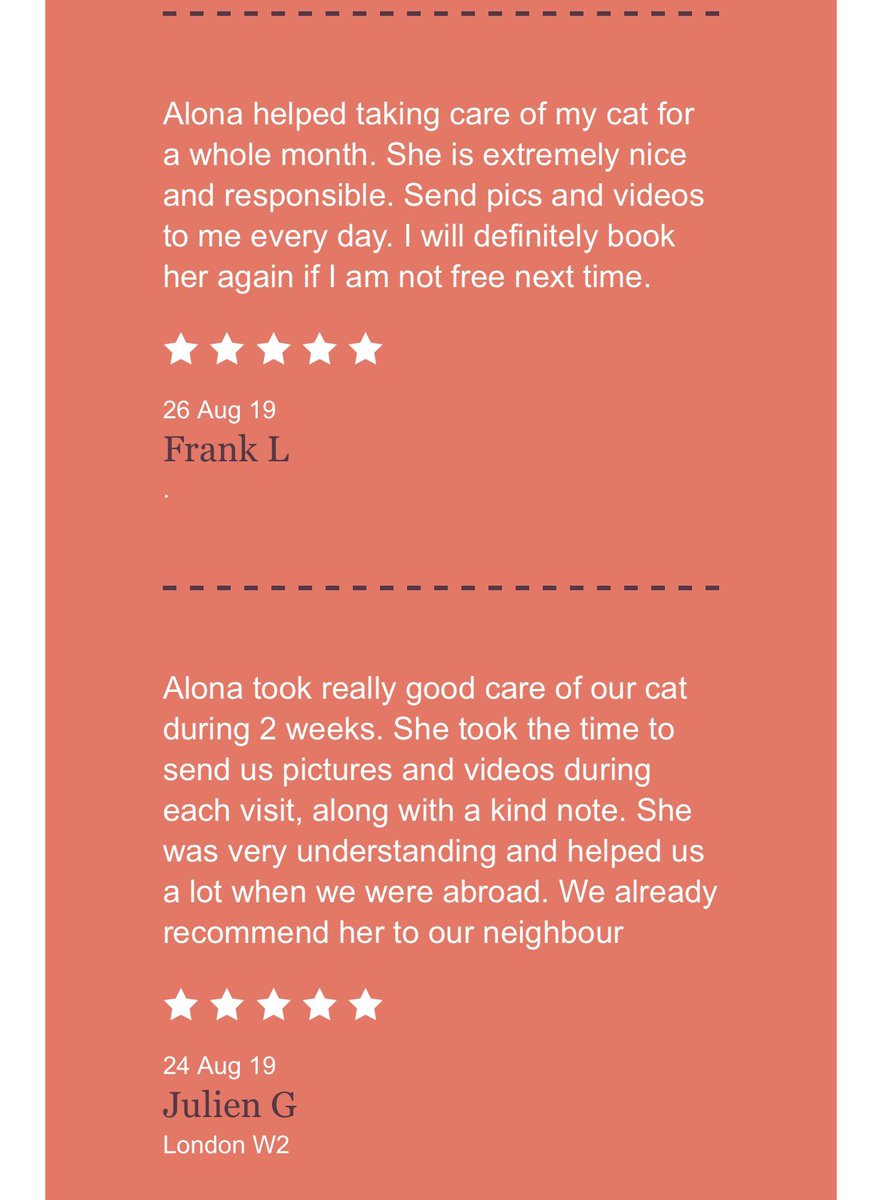 Alona helped taking care of my cat for
a whole month. She is extremely nice
and responsible. Send pics and videos
to me every day. I will definitely book
her again if I am not free next time.
26 Aug 19
Frank L
.
Alona took really good care of our cat
during 2 weeks. She took the time to
send us pictures and videos during
each visit, along with a kind note. She
was very understanding and helped us
a lot when we were abroad. We already
recommend her to our neighbour
24 Aug 19
Julien G
London W2